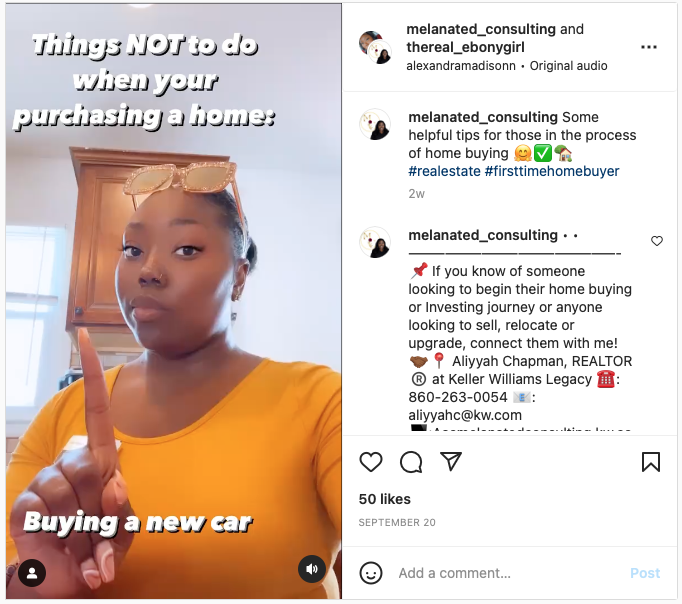 Things NOT to do
when your
purchasing a home:
Buying a new car
melanated_consulting and
thereal_ebonygirl
alexandramadisonn • Original audio
melanated_consulting Some
helpful tips for those in the process
of home buying 🤗✅🏡
#realestate #firsttimehomebuyer
2w
melanated_consulting • •
————————————————-
📌 If you know of someone
looking to begin their home buying
or Investing journey or anyone
looking to sell, relocate or
upgrade, connect them with me!
🤝🏾📍 Aliyyah Chapman, REALTOR
®️ at Keller Williams Legacy ☎️:
860-263-0054 📧:
aliyyahc@kw.com
50 likes
SEPTEMBER 20
Add a comment...
Post